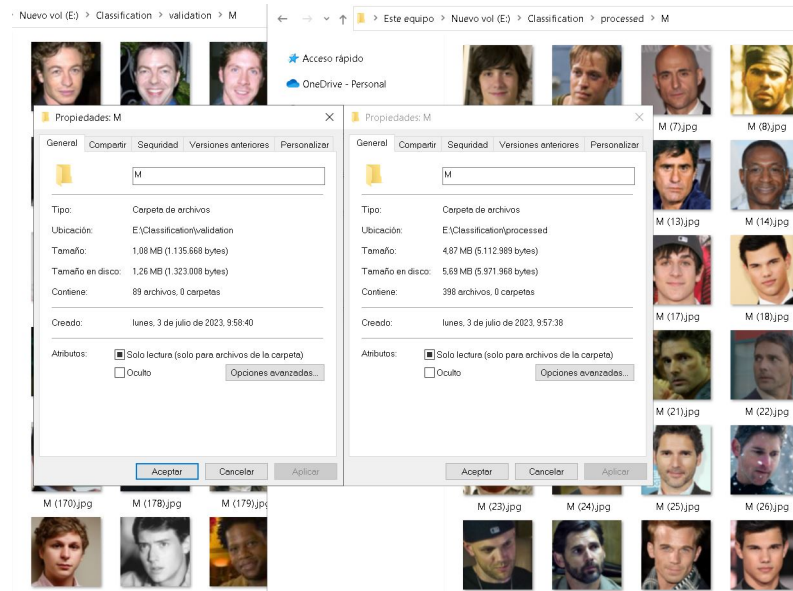 Nuevo vol (E:) > Classification > validation > M
Este equipo > Nuevo vol (E:) > Classification > processed > M
Acceso rápido
OneDrive - Personal
Propiedades: M
General Compartir Seguridad Versiones anteriores Personalizar
M
Tipo: Carpeta de archivos
Ubicación: E:\Classification\validation
Tamaño: 1,08 MB (1.135.668 bytes)
Tamaño en disco: 1,26 MB (1.323.008 bytes)
Contiene: 89 archivos, 0 carpetas
Creado: lunes, 3 de julio de 2023, 9:58:40
Atributos: Solo lectura (solo para archivos de la carpeta)
Oculto Opciones avanzadas...
Aceptar Cancelar Aplicar
M (170).jpg M (178).jpg M (179).jpg
Propiedades: M
General Compartir Seguridad Versiones anteriores Personalizar
M
Tipo: Carpeta de archivos
Ubicación: E:\Classification\processed
Tamaño: 4,87 MB (5.112.989 bytes)
Tamaño en disco: 5,69 MB (5.971.968 bytes)
Contiene: 398 archivos, 0 carpetas
Creado: lunes, 3 de julio de 2023, 9:57:38
Atributos: Solo lectura (solo para archivos de la carpeta)
Oculto Opciones avanzadas...
Aceptar Cancelar Aplicar
M (7).jpg M (8).jpg
M (13).jpg M (14).jpg
M (17).jpg M (18).jpg
M (21).jpg M (22).jpg
M (23).jpg M (24).jpg M (25).jpg M (26).jpg